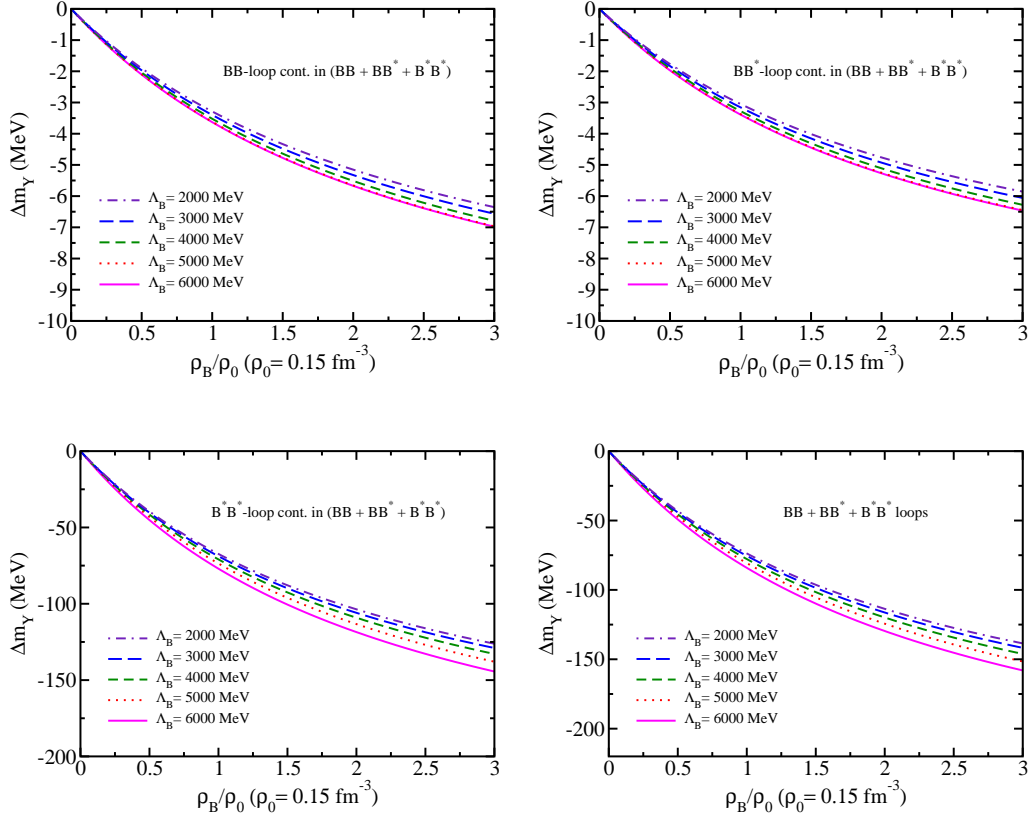 0
-1
-2
-3
-4
-5
-6
-7
-8
-9
-10
Δm_Υ (MeV)
BB-loop cont. in (BB + BB^* + B^*B^*)
Λ_B= 2000 MeV
Λ_B= 3000 MeV
Λ_B= 4000 MeV
Λ_B= 5000 MeV
Λ_B= 6000 MeV
0 0.5 1 1.5 2 2.5 3
ρ_B/ρ_0 (ρ_0= 0.15 fm^-3)
0
-1
-2
-3
-4
-5
-6
-7
-8
-9
-10
Δm_Υ (MeV)
BB^*-loop cont. in (BB + BB^* + B^*B^*)
Λ_B= 2000 MeV
Λ_B= 3000 MeV
Λ_B= 4000 MeV
Λ_B= 5000 MeV
Λ_B= 6000 MeV
0 0.5 1 1.5 2 2.5 3
ρ_B/ρ_0 (ρ_0= 0.15 fm^-3)
0
-50
-100
-150
-200
Δm_Υ (MeV)
B^*B^*-loop cont. in (BB + BB^* + B^*B^*)
Λ_B= 2000 MeV
Λ_B= 3000 MeV
Λ_B= 4000 MeV
Λ_B= 5000 MeV
Λ_B= 6000 MeV
0 0.5 1 1.5 2 2.5 3
ρ_B/ρ_0 (ρ_0= 0.15 fm^-3)
0
-50
-100
-150
-200
Δm_Υ (MeV)
BB + BB^* + B^*B^* loops
Λ_B= 2000 MeV
Λ_B= 3000 MeV
Λ_B= 4000 MeV
Λ_B= 5000 MeV
Λ_B= 6000 MeV
0 0.5 1 1.5 2 2.5 3
ρ_B/ρ_0 (ρ_0= 0.15 fm^-3)